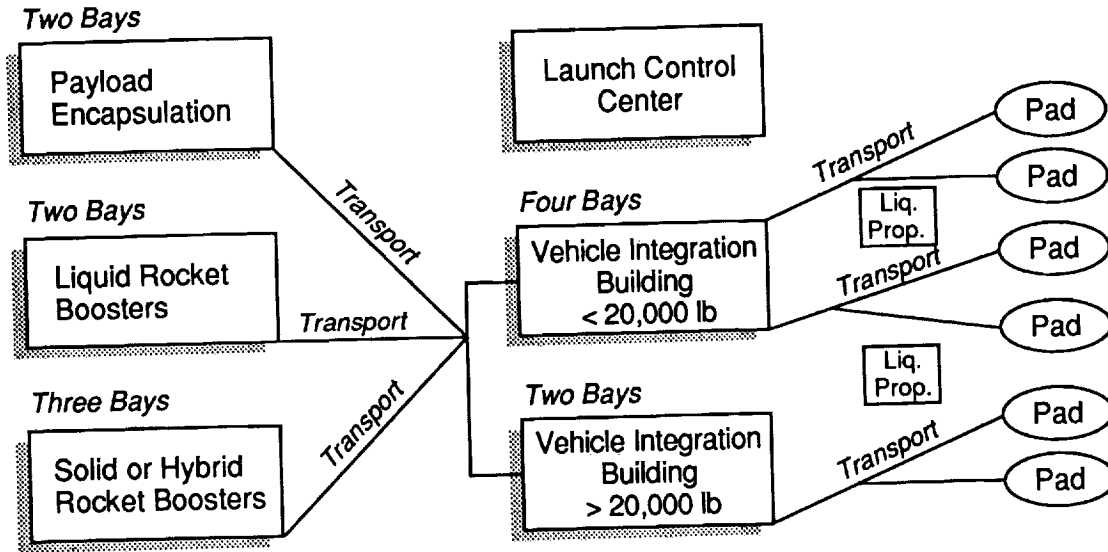 Two Bays
Payload
Encapsulation
Transport
Two Bays
Liquid Rocket
Boosters
Transport
Three Bays
Solid or Hybrid
Rocket Boosters
Transport
Launch Control
Center
Four Bays
Vehicle Integration
Building
< 20,000 lb
Transport
Pad
Pad
Liq.
Prop.
Transport
Pad
Pad
Liq.
Prop.
Two Bays
Vehicle Integration
Building
> 20,000 lb
Transport
Pad
Pad